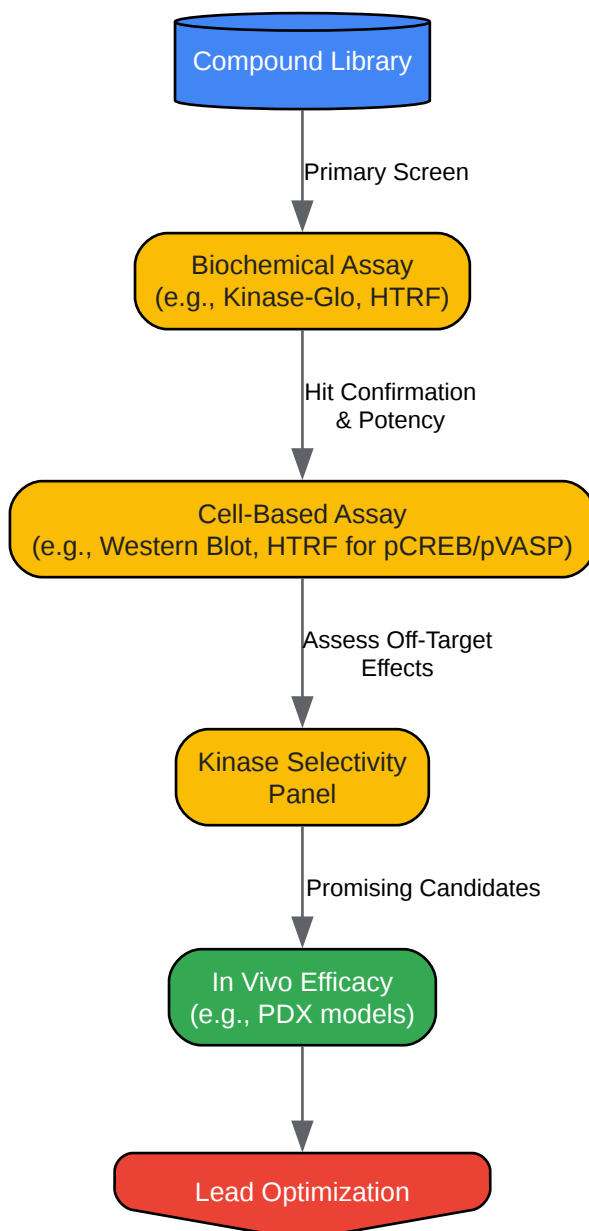 Compound Library
Primary Screen
Biochemical Assay
(e.g., Kinase-Glo, HTRF)
Hit Confirmation
& Potency
Cell-Based Assay
(e.g., Western Blot, HTRF for pCREB/pVASP)
Assess Off-Target
Effects
Kinase Selectivity
Panel
Promising Candidates
In Vivo Efficacy
(e.g., PDX models)
Lead Optimization